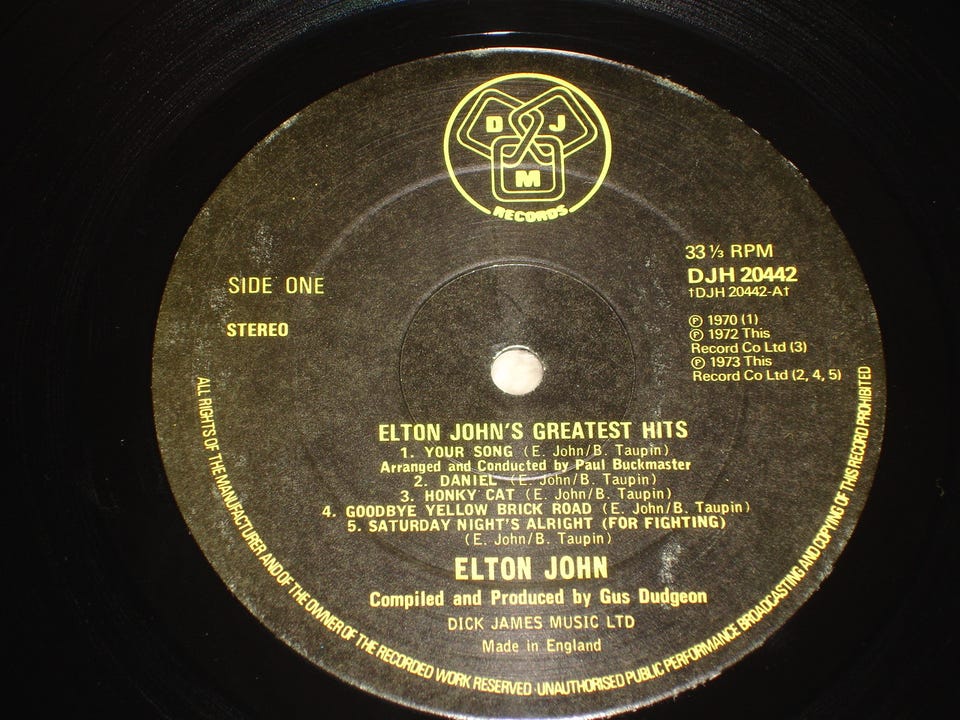 D J
M
RECORDS
33 ⅓ RPM
DJH 20442
†DJH 20442-A†
SIDE ONE
STEREO
Ⓟ 1970 (1)
Ⓟ 1972 This
Record Co Ltd (3)
Ⓟ 1973 This
Record Co Ltd (2, 4, 5)
ELTON JOHN'S GREATEST HITS
1. YOUR SONG (E. John/B. Taupin)
Arranged and Conducted by Paul Buckmaster
2. DANIEL (E. John/B. Taupin)
3. HONKY CAT (E. John/B. Taupin)
4. GOODBYE YELLOW BRICK ROAD (E. John/B. Taupin)
5. SATURDAY NIGHT'S ALRIGHT (FOR FIGHTING)
(E. John/B. Taupin)
ELTON JOHN
Compiled and Produced by Gus Dudgeon
DICK JAMES MUSIC LTD
Made in England
ALL RIGHTS OF THE MANUFACTURER AND OF THE OWNER OF THE RECORDED WORK RESERVED · UNAUTHORISED PUBLIC PERFORMANCE BROADCASTING AND COPYING OF THIS RECORD PROHIBITED